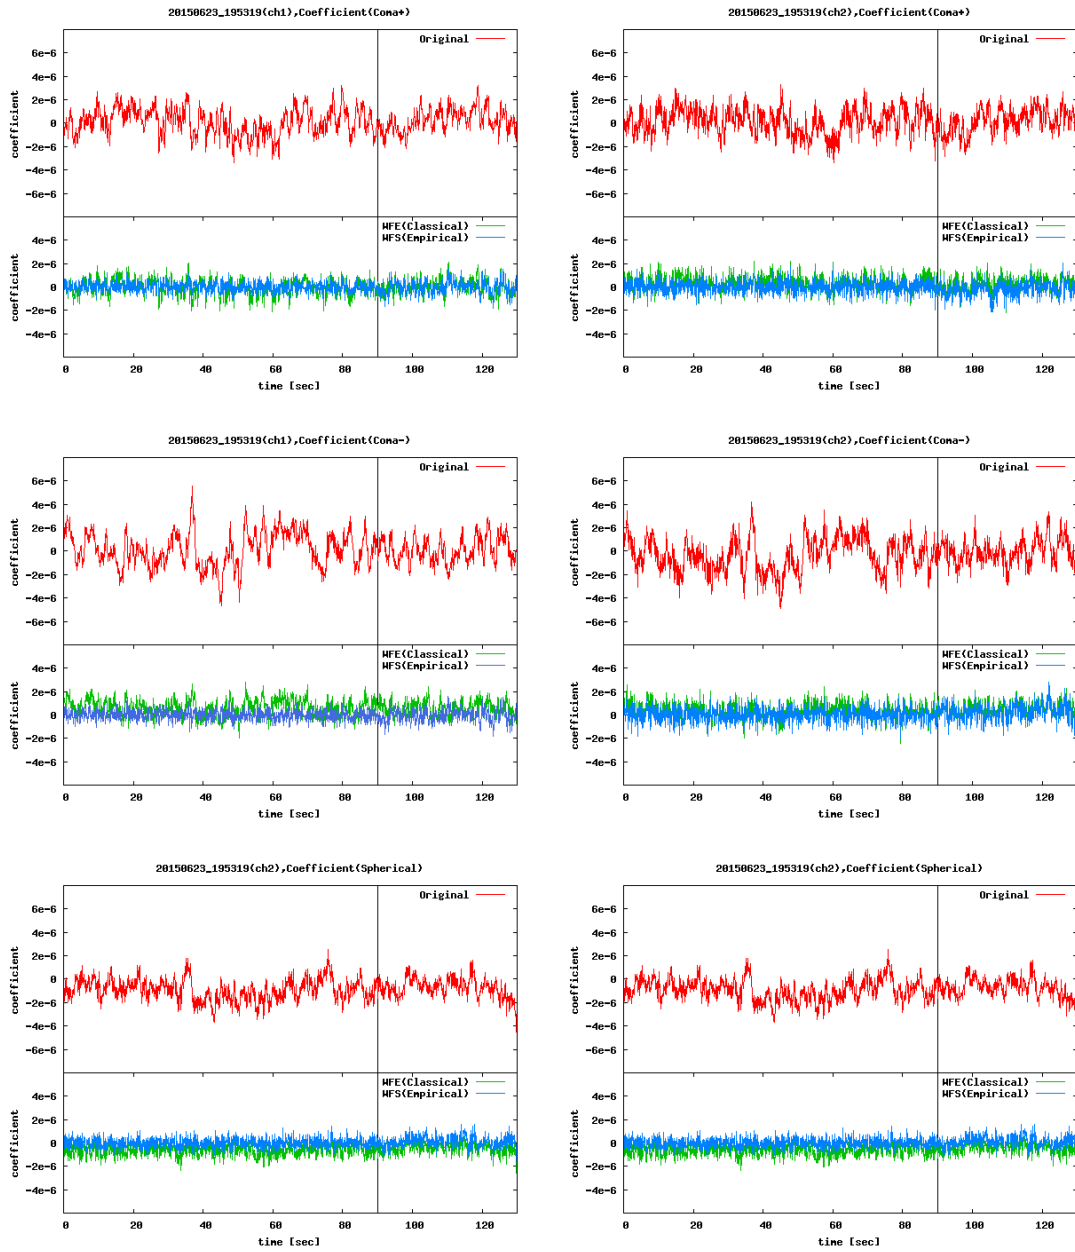 20150623_195319(ch1),Coefficient(Coma+)
Original
6e-6
4e-6
2e-6
0
-2e-6
-4e-6
-6e-6
coefficient
WFE(Classical)
WFS(Empirical)
4e-6
2e-6
0
-2e-6
-4e-6
coefficient
0 20 40 60 80 100 120
time [sec]
20150623_195319(ch2),Coefficient(Coma+)
Original
6e-6
4e-6
2e-6
0
-2e-6
-4e-6
-6e-6
coefficient
WFE(Classical)
WFS(Empirical)
4e-6
2e-6
0
-2e-6
-4e-6
coefficient
0 20 40 60 80 100 120
time [sec]
20150623_195319(ch1),Coefficient(Coma-)
Original
6e-6
4e-6
2e-6
0
-2e-6
-4e-6
-6e-6
coefficient
WFE(Classical)
WFS(Empirical)
4e-6
2e-6
0
-2e-6
-4e-6
coefficient
0 20 40 60 80 100 120
time [sec]
20150623_195319(ch2),Coefficient(Coma-)
Original
6e-6
4e-6
2e-6
0
-2e-6
-4e-6
-6e-6
coefficient
WFE(Classical)
WFS(Empirical)
4e-6
2e-6
0
-2e-6
-4e-6
coefficient
0 20 40 60 80 100 120
time [sec]
20150623_195319(ch2),Coefficient(Spherical)
Original
6e-6
4e-6
2e-6
0
-2e-6
-4e-6
-6e-6
coefficient
WFE(Classical)
WFS(Empirical)
4e-6
2e-6
0
-2e-6
-4e-6
coefficient
0 20 40 60 80 100 120
time [sec]
20150623_195319(ch2),Coefficient(Spherical)
Original
6e-6
4e-6
2e-6
0
-2e-6
-4e-6
-6e-6
coefficient
WFE(Classical)
WFS(Empirical)
4e-6
2e-6
0
-2e-6
-4e-6
coefficient
0 20 40 60 80 100 120
time [sec]